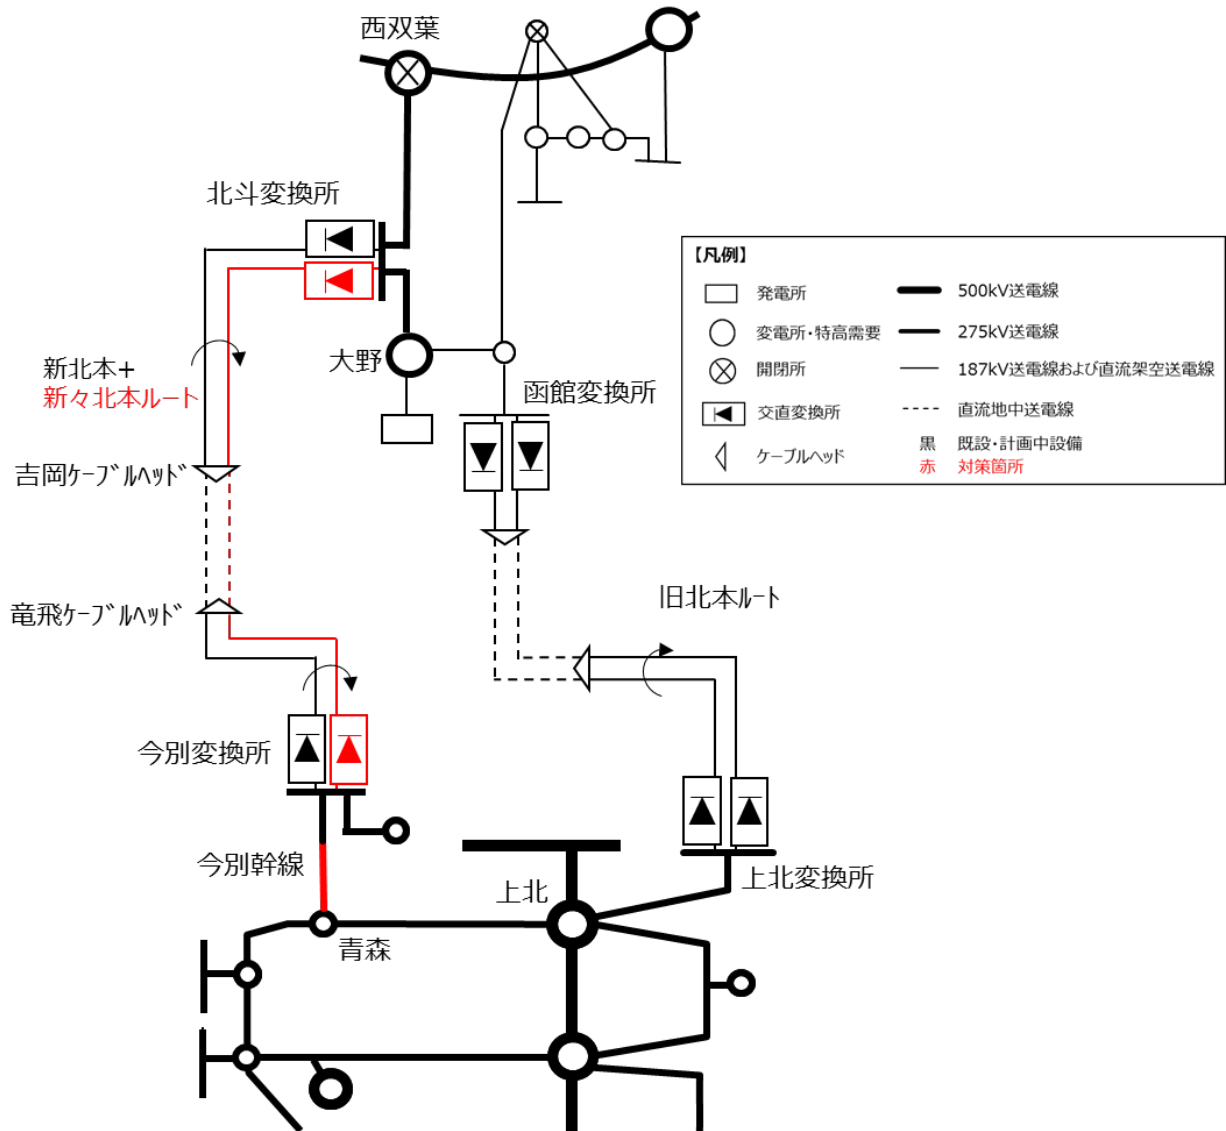 西双葉
北斗変換所
【凡例】
発電所
500kV送電線
変電所・特高需要
275kV送電線
開閉所
187kV送電線および直流架空送電線
交直変換所
直流地中送電線
ケーブルヘッド
黒 既設・計画中設備
赤 対策箇所
大野
函館変換所
新北本+
新々北本ルート
吉岡ケーブルヘッド
竜飛ケーブルヘッド
旧北本ルート
今別変換所
今別幹線
上北
上北変換所
青森